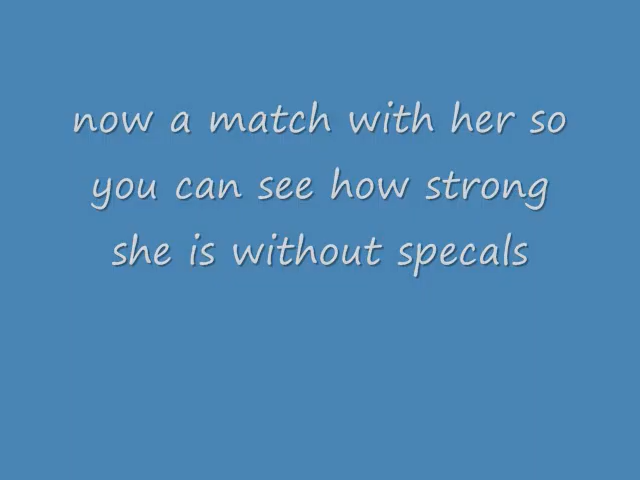 now a match with her so
you can see how strong
she is without specals